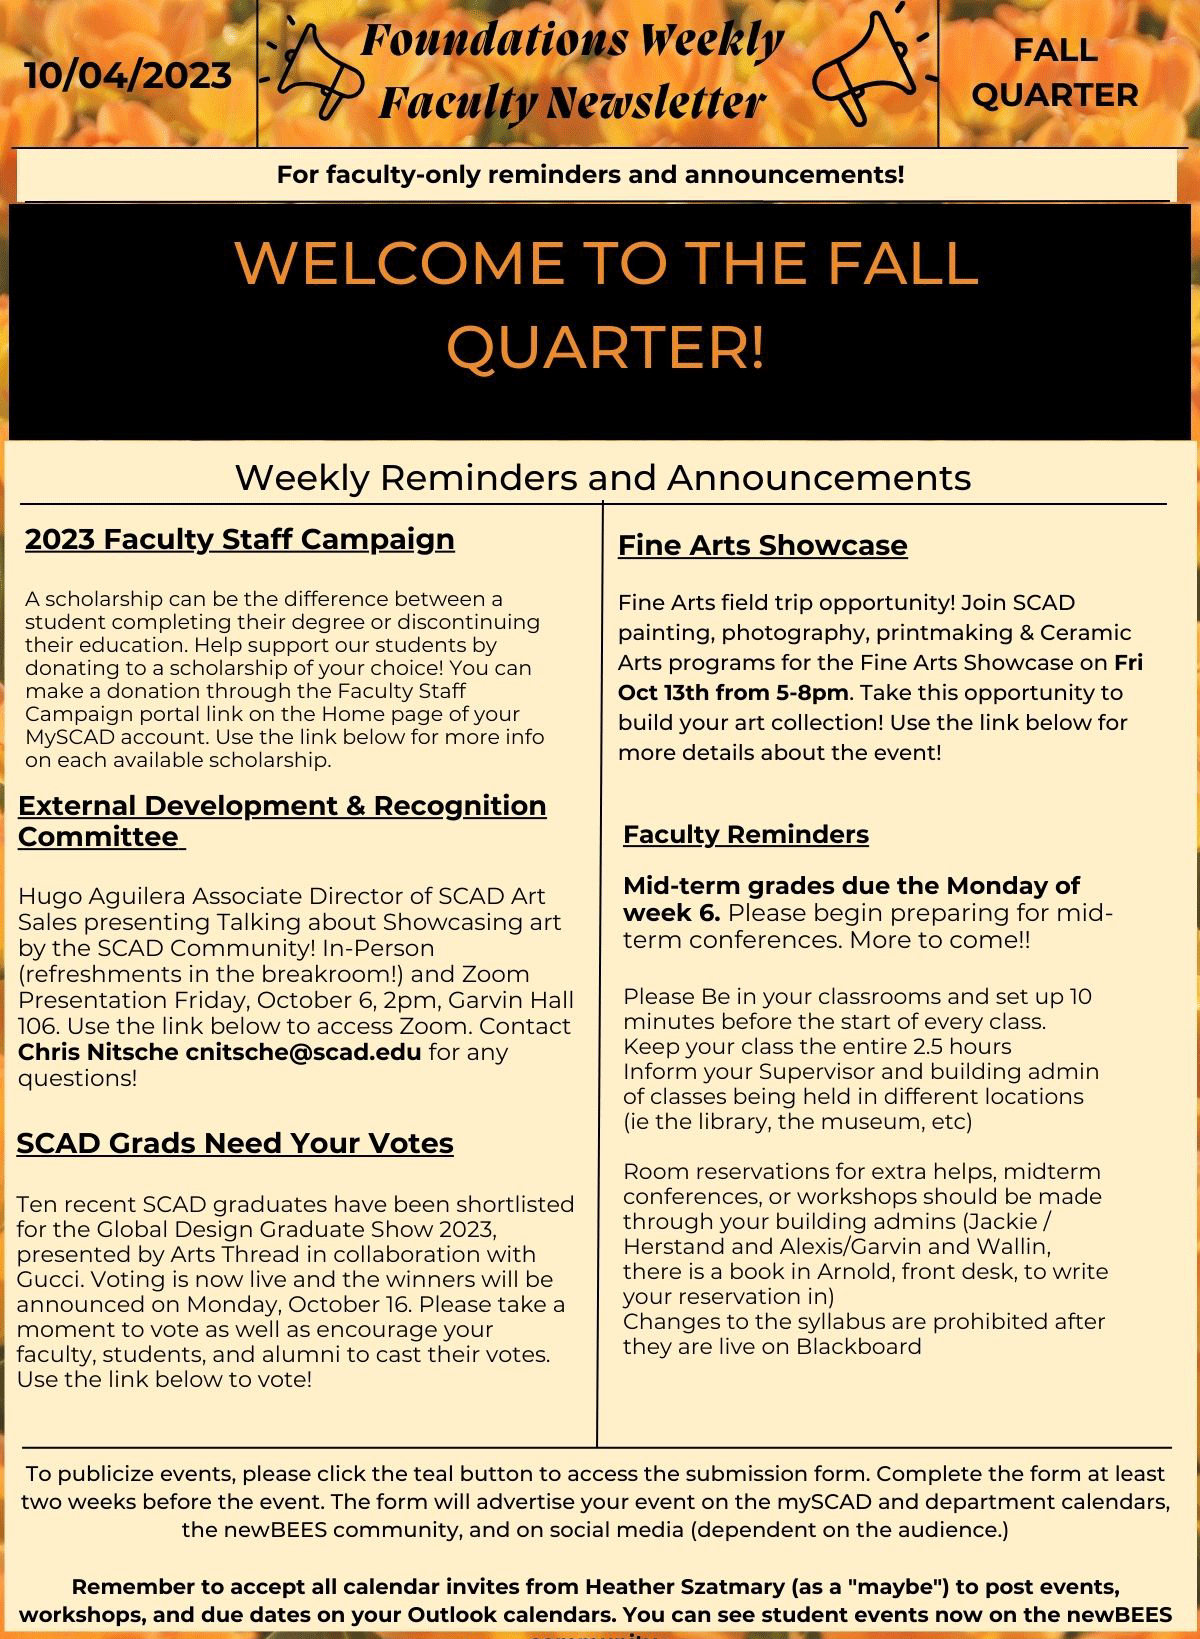 10/04/2023
Foundations Weekly
Faculty Newsletter
FALL
QUARTER
For faculty-only reminders and announcements!
WELCOME TO THE FALL
QUARTER!
Weekly Reminders and Announcements
2023 Faculty Staff Campaign
A scholarship can be the difference between a
student completing their degree or discontinuing
their education. Help support our students by
donating to a scholarship of your choice! You can
make a donation through the Faculty Staff
Campaign portal link on the Home page of your
MySCAD account. Use the link below for more info
on each available scholarship.
External Development & Recognition
Committee
Hugo Aguilera Associate Director of SCAD Art
Sales presenting Talking about Showcasing art
by the SCAD Community! In-Person
(refreshments in the breakroom!) and Zoom
Presentation Friday, October 6, 2pm, Garvin Hall
106. Use the link below to access Zoom. Contact
Chris Nitsche cnitsche@scad.edu for any
questions!
SCAD Grads Need Your Votes
Ten recent SCAD graduates have been shortlisted
for the Global Design Graduate Show 2023,
presented by Arts Thread in collaboration with
Gucci. Voting is now live and the winners will be
announced on Monday, October 16. Please take a
moment to vote as well as encourage your
faculty, students, and alumni to cast their votes.
Use the link below to vote!
Fine Arts Showcase
Fine Arts field trip opportunity! Join SCAD
painting, photography, printmaking & Ceramic
Arts programs for the Fine Arts Showcase on Fri
Oct 13th from 5-8pm. Take this opportunity to
build your art collection! Use the link below for
more details about the event!
Faculty Reminders
Mid-term grades due the Monday of
week 6. Please begin preparing for mid-
term conferences. More to come!!
Please Be in your classrooms and set up 10
minutes before the start of every class.
Keep your class the entire 2.5 hours
Inform your Supervisor and building admin
of classes being held in different locations
(ie the library, the museum, etc)
Room reservations for extra helps, midterm
conferences, or workshops should be made
through your building admins (Jackie /
Herstand and Alexis/Garvin and Wallin,
there is a book in Arnold, front desk, to write
your reservation in)
Changes to the syllabus are prohibited after
they are live on Blackboard
To publicize events, please click the teal button to access the submission form. Complete the form at least
two weeks before the event. The form will advertise your event on the mySCAD and department calendars,
the newBEES community, and on social media (dependent on the audience.)
Remember to accept all calendar invites from Heather Szatmary (as a "maybe") to post events,
workshops, and due dates on your Outlook calendars. You can see student events now on the newBEES